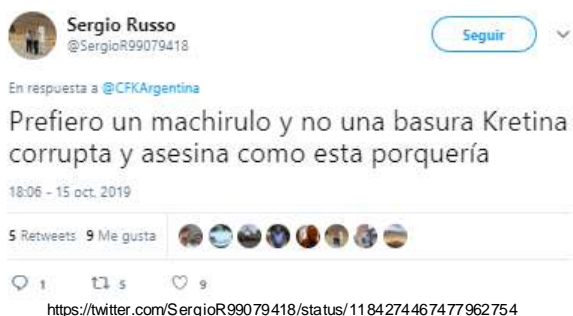 Sergio Russo
@SergioR99079418
Seguir
En respuesta a @CFKArgentina
Prefiero un machirulo y no una basura Kretina
corrupta y asesina como esta porquería
18:06 - 15 oct. 2019
5 Retweets 9 Me gusta
1 5 9
https://twitter.com/SergioR99079418/status/1184274467477962754